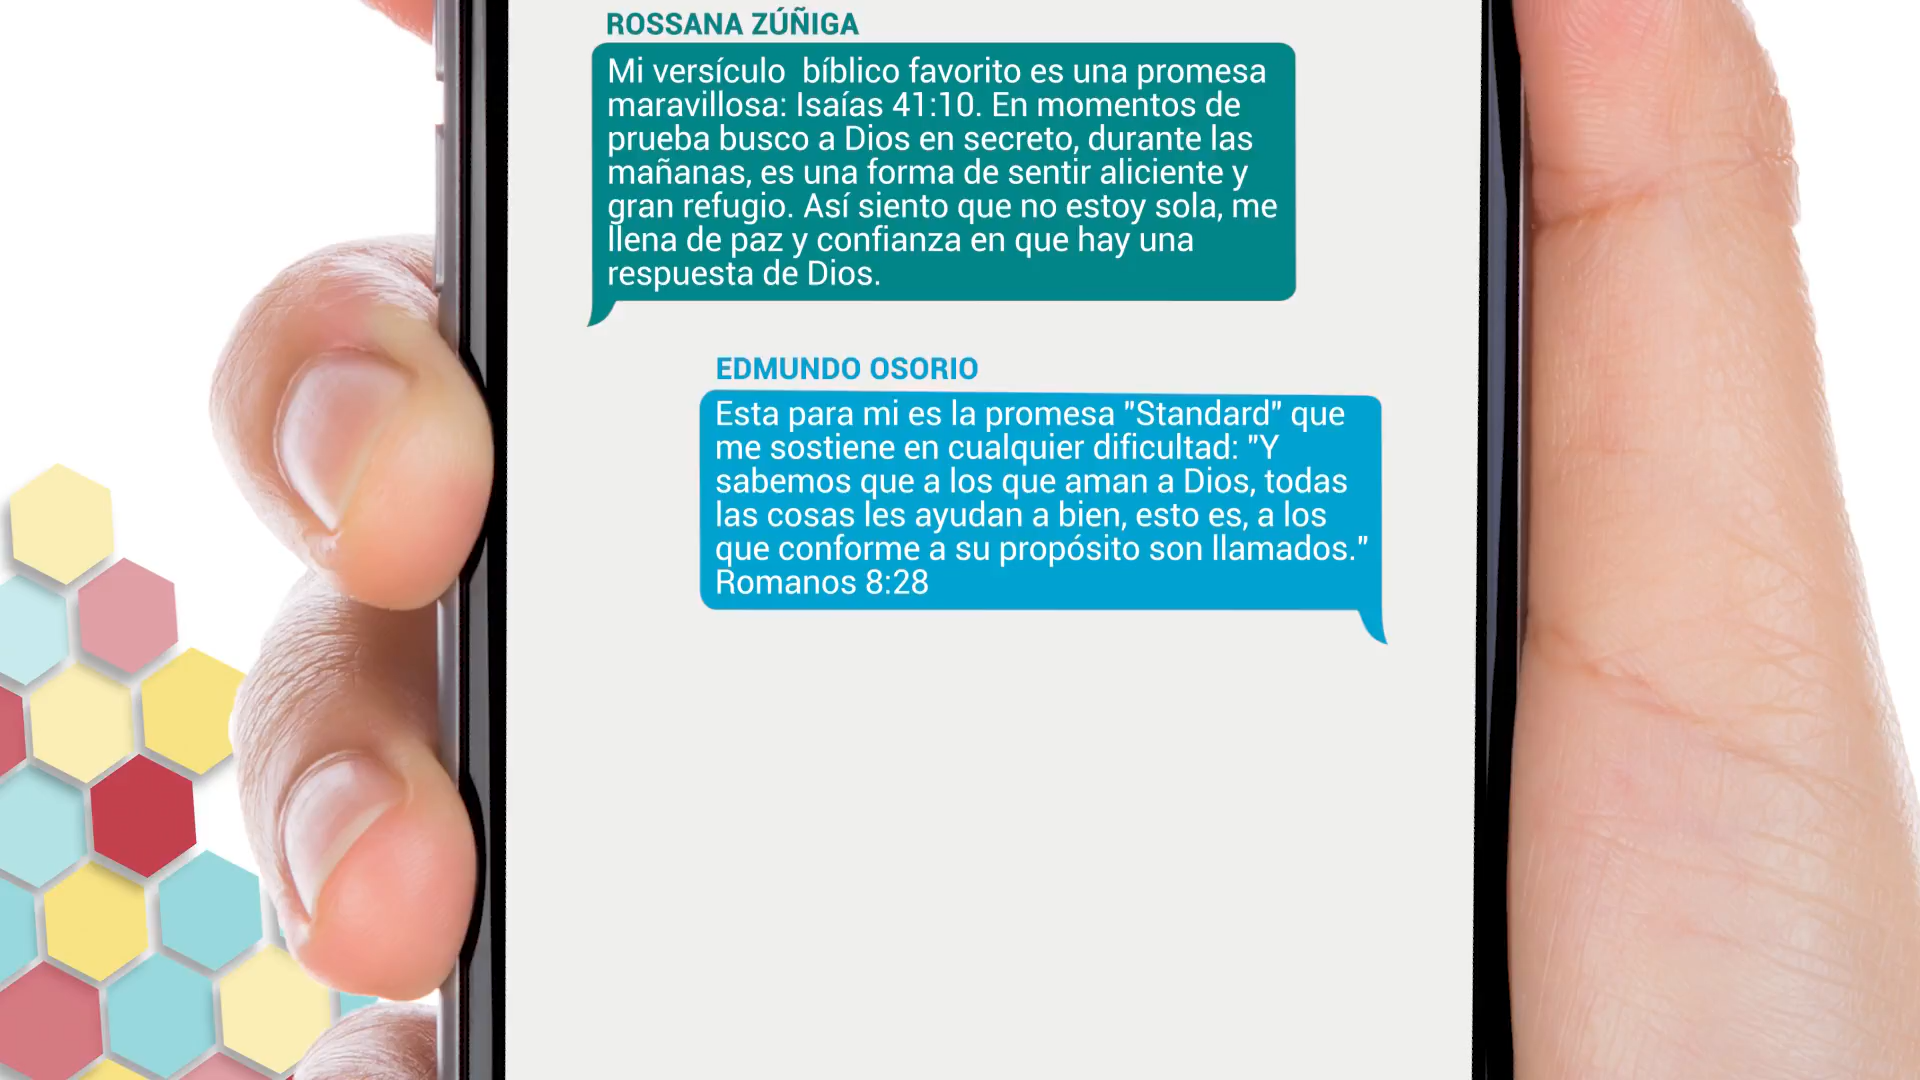 ROSSANA ZÚÑIGA
Mi versículo bíblico favorito es una promesa
maravillosa: Isaías 41:10. En momentos de
prueba busco a Dios en secreto, durante las
mañanas, es una forma de sentir aliciente y
gran refugio. Así siento que no estoy sola, me
llena de paz y confianza en que hay una
respuesta de Dios.
EDMUNDO OSORIO
Esta para mi es la promesa "Standard" que
me sostiene en cualquier dificultad: "Y
sabemos que a los que aman a Dios, todas
las cosas les ayudan a bien, esto es, a los
que conforme a su propósito son llamados."
Romanos 8:28